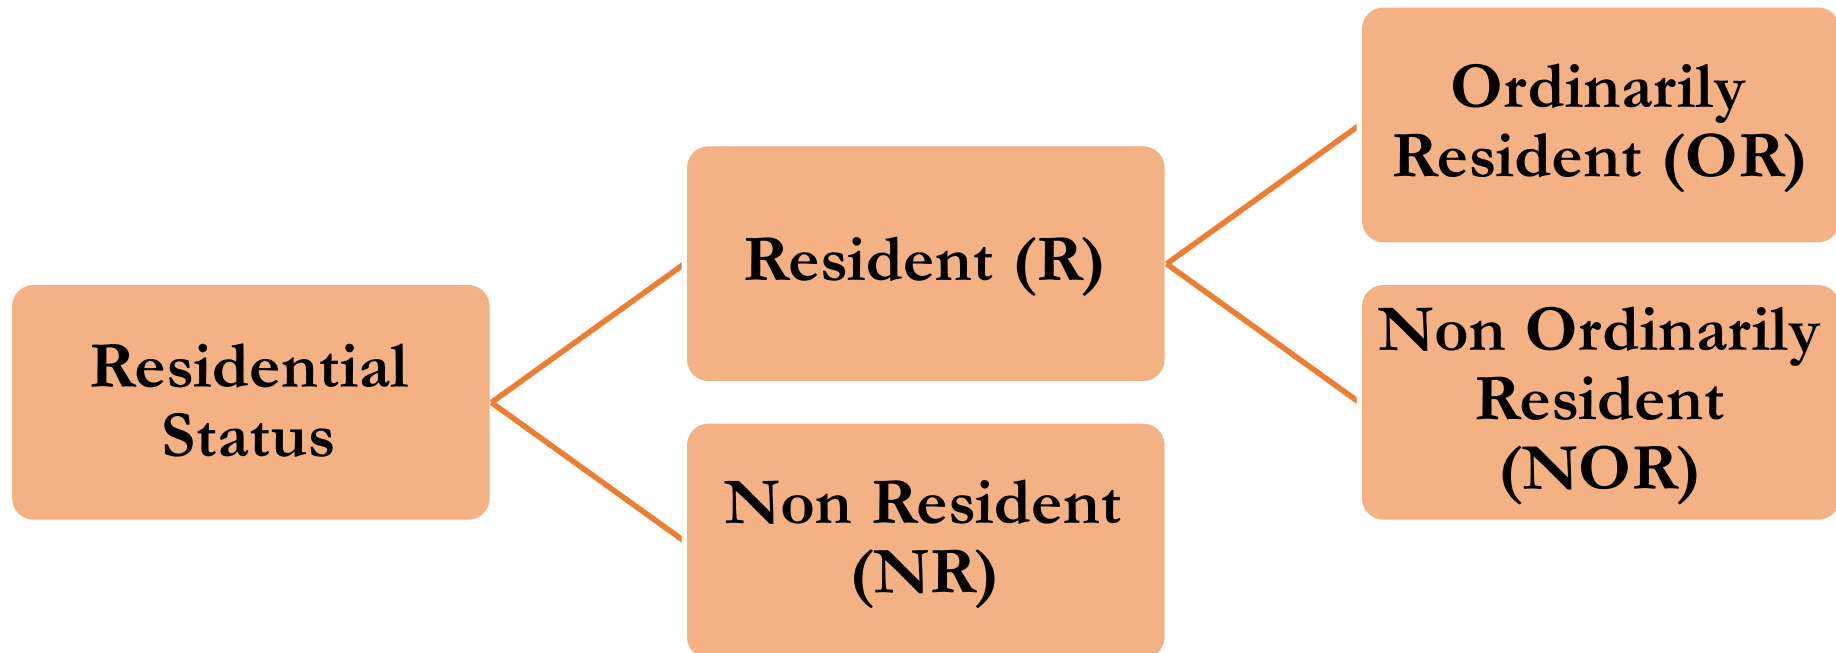 Residential
Status
Resident (R)
Non Resident
(NR)
Ordinarily
Resident (OR)
Non Ordinarily
Resident
(NOR)